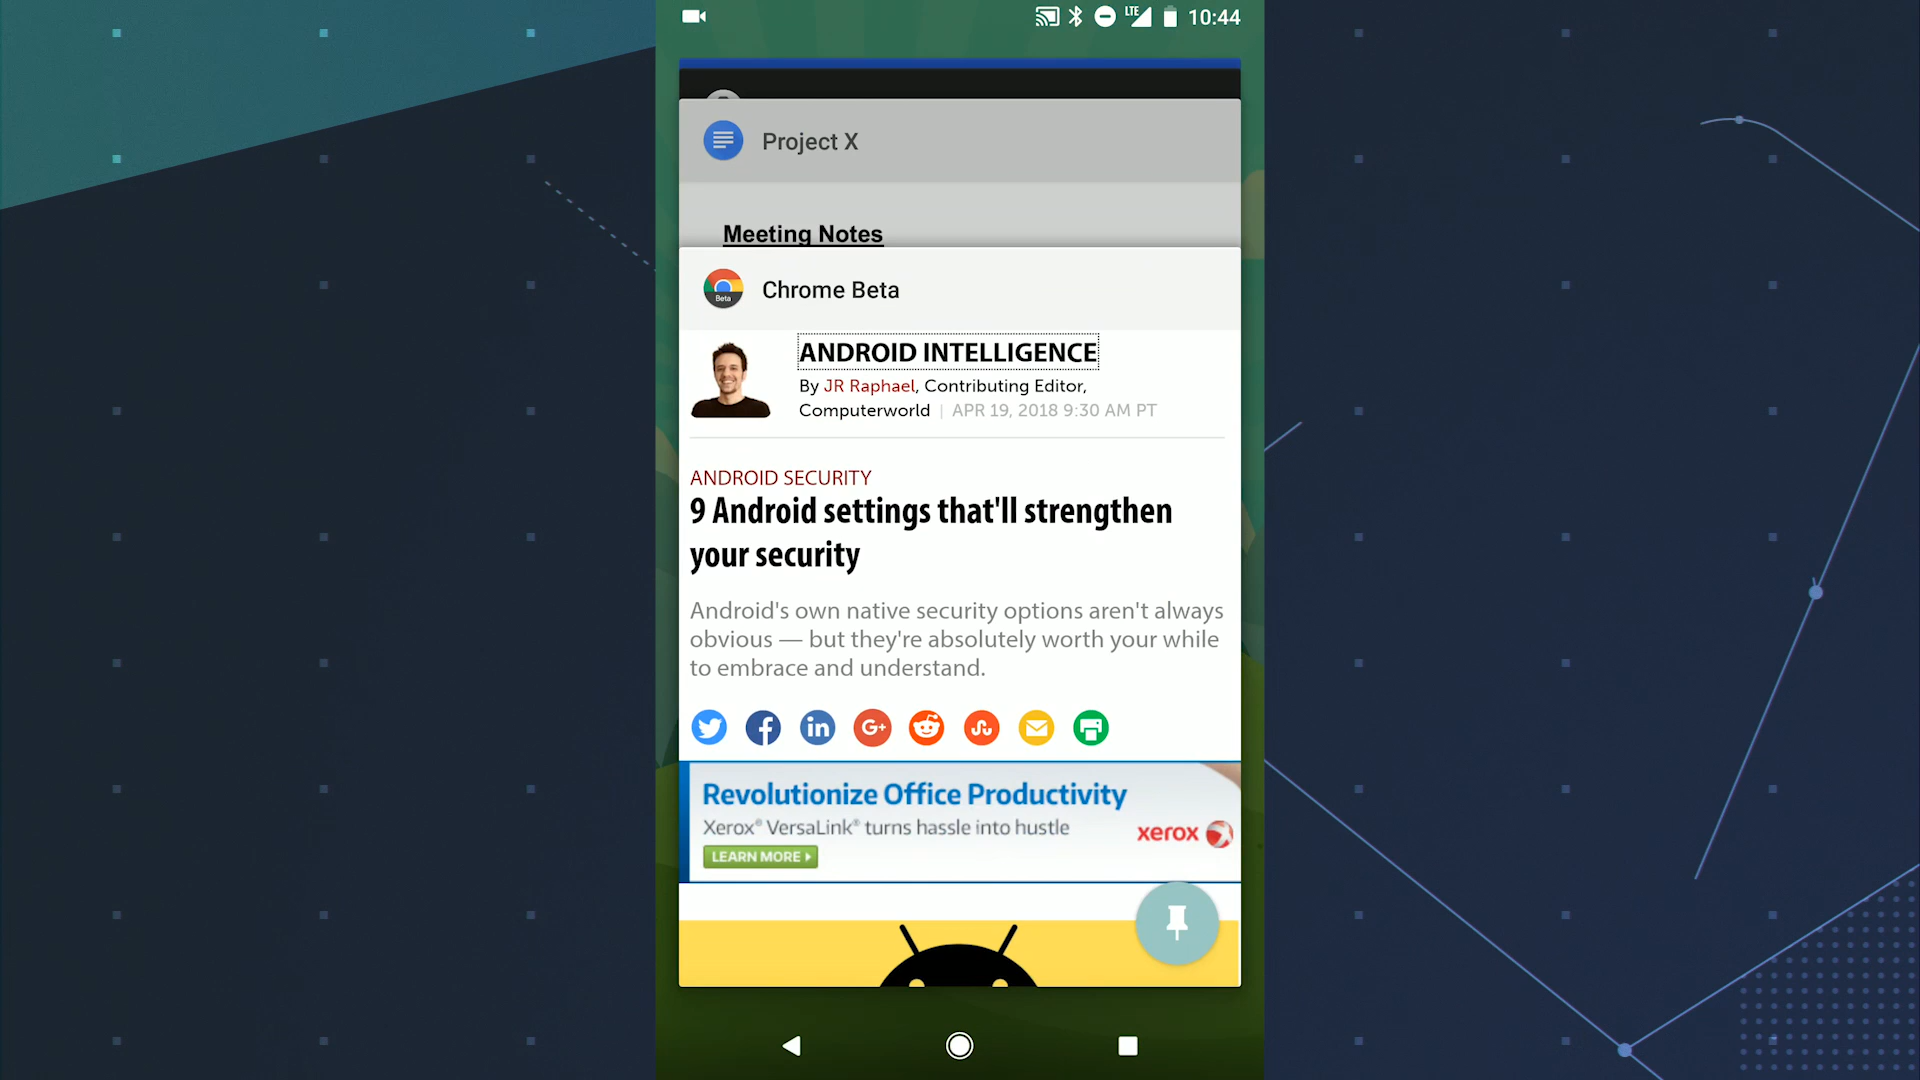 LTE 10:44
Project X
Meeting Notes
Beta
Chrome Beta
ANDROID INTELLIGENCE
By JR Raphael, Contributing Editor,
Computerworld | APR 19, 2018 9:30 AM PT
ANDROID SECURITY
9 Android settings that'll strengthen
your security
Android's own native security options aren't always
obvious — but they're absolutely worth your while
to embrace and understand.
in G+
Revolutionize Office Productivity
Xerox® VersaLink® turns hassle into hustle
xerox
LEARN MORE